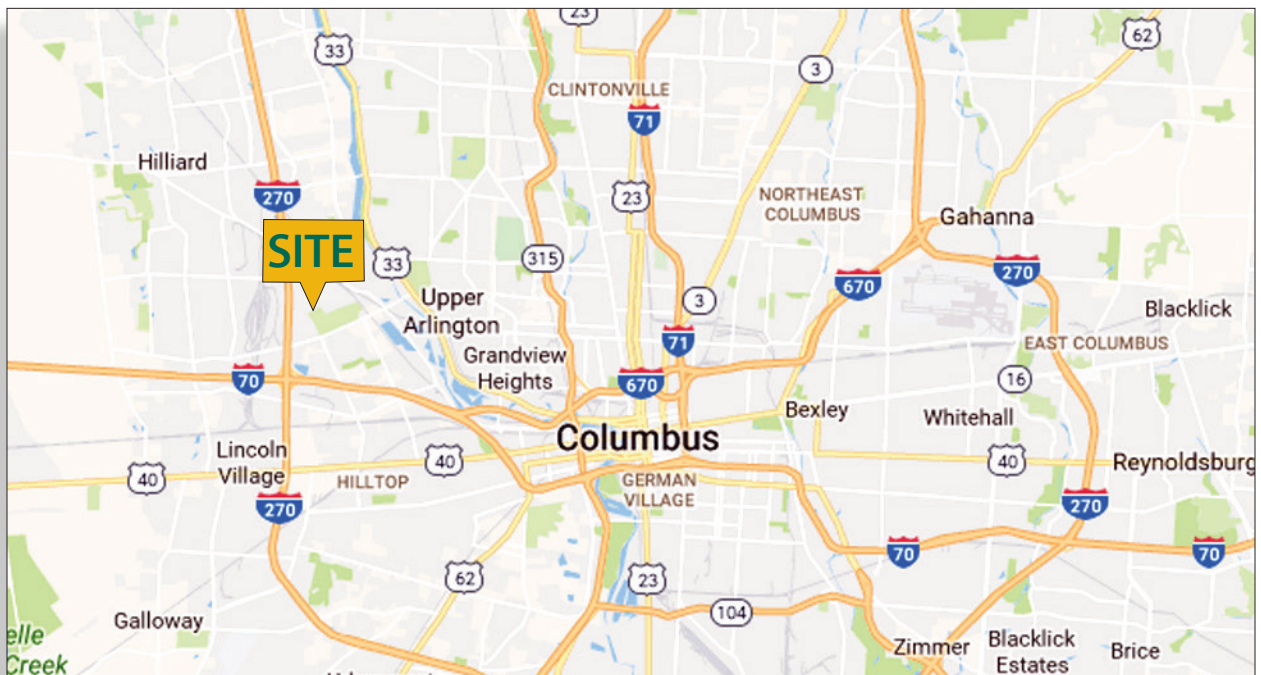 23
33
62
3
CLINTONVILLE
71
Hilliard
270
23
NORTHEAST
COLUMBUS
Gahanna
SITE
33
315
670
270
3
Upper
Arlington
Blacklick
71
EAST COLUMBUS
Grandview
Heights
70
670
16
Bexley
Whitehall
Columbus
Lincoln
Village
40
40
HILLTOP
40
Reynoldsburg
GERMAN
VILLAGE
270
270
70
70
62
23
104
Galloway
elle
Creek
Zimmer
Blacklick
Estates
Brice